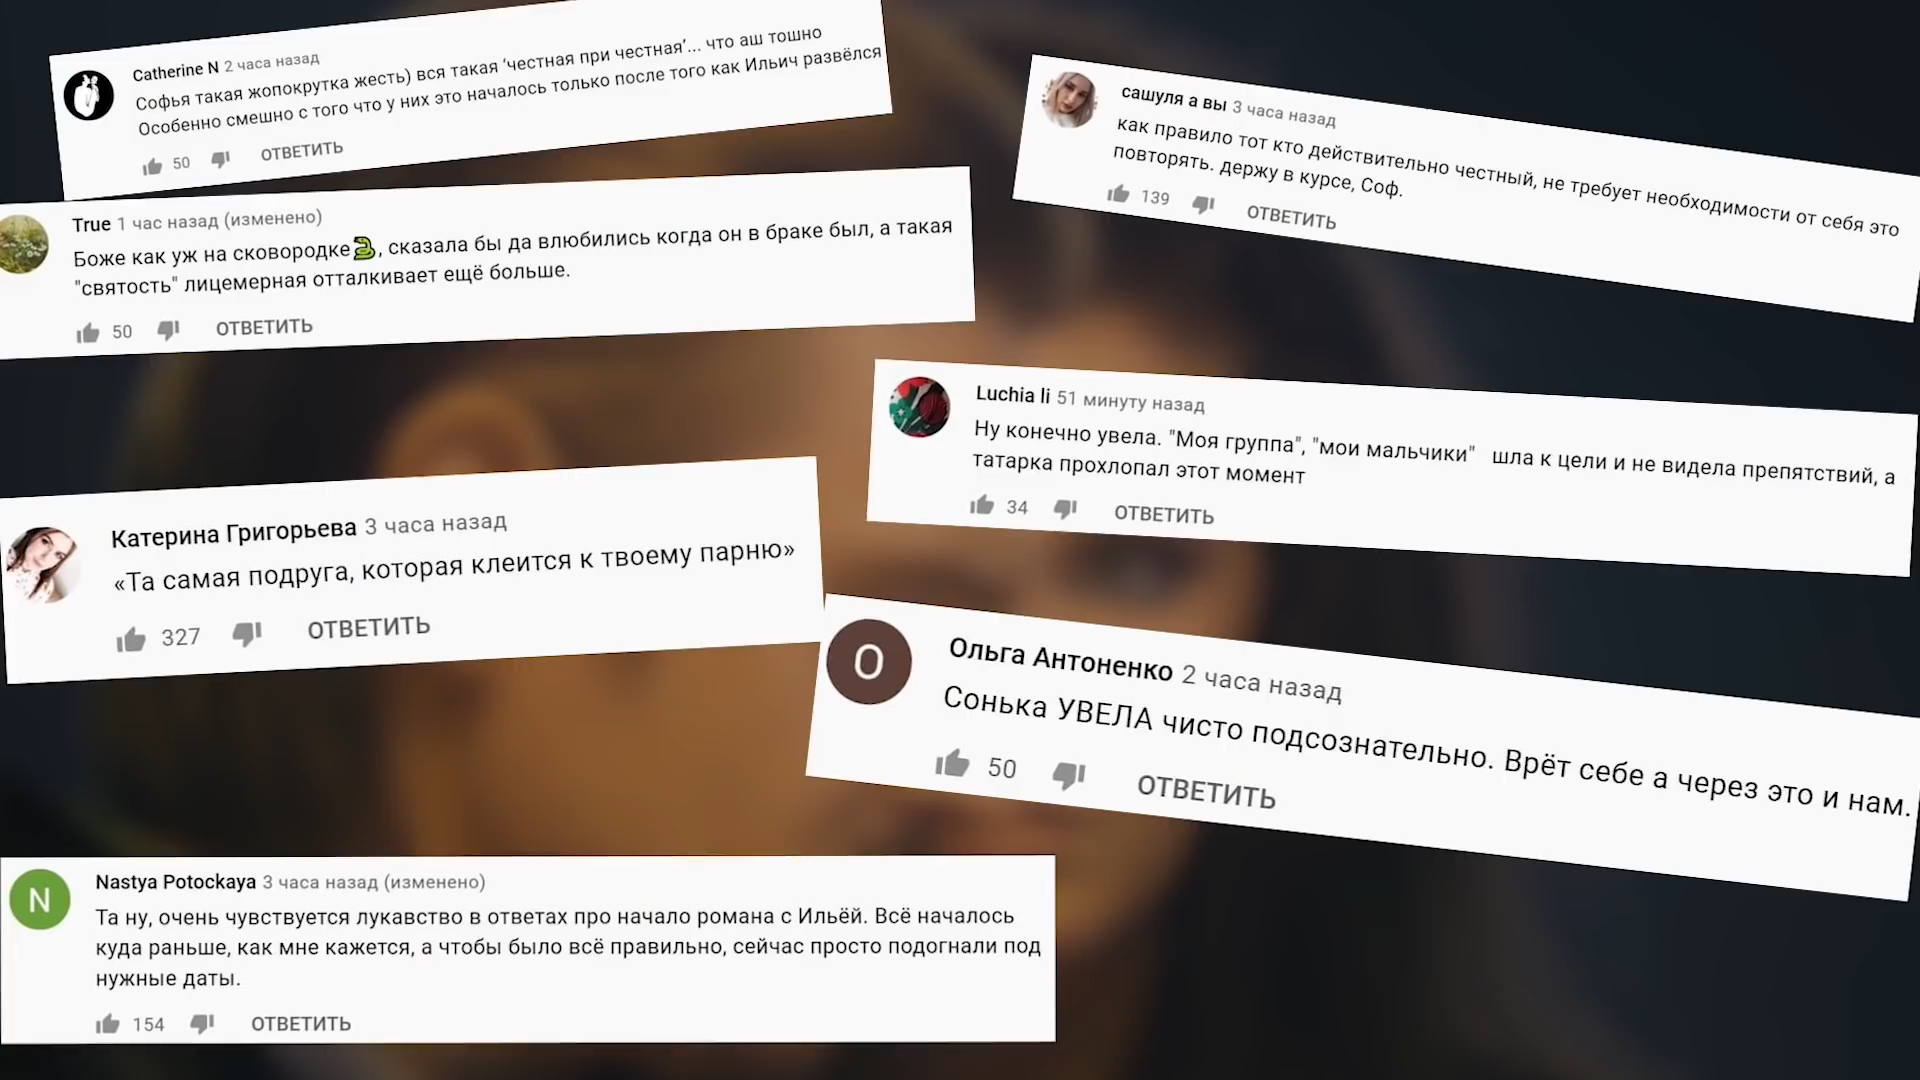 Catherine N 2 часа назад
Софья такая жопокрутка жесть) вся такая 'честная при честная'... что аш тошно
Особенно смешно с того что у них это началось только после того как Ильич развёлся
50 ОТВЕТИТЬ
сашуля а вы 3 часа назад
как правило тот кто действительно честный, не требует необходимости от себя это
повторять. держу в курсе, Соф.
139 ОТВЕТИТЬ
True 1 час назад (изменено)
Боже как уж на сковородке🐍, сказала бы да влюбились когда он в браке был, а такая
"святость" лицемерная отталкивает ещё больше.
50 ОТВЕТИТЬ
Luchia li 51 минуту назад
Ну конечно увела. "Моя группа", "мои мальчики" шла к цели и не видела препятствий, а
татарка прохлопал этот момент
34 ОТВЕТИТЬ
Катерина Григорьева 3 часа назад
«Та самая подруга, которая клеится к твоему парню»
327 ОТВЕТИТЬ
О
Ольга Антоненко 2 часа назад
Сонька УВЕЛА чисто подсознательно. Врёт себе а через это и нам.
50 ОТВЕТИТЬ
N
Nastya Potockaya 3 часа назад (изменено)
Та ну, очень чувствуется лукавство в ответах про начало романа с Ильёй. Всё началось
куда раньше, как мне кажется, а чтобы было всё правильно, сейчас просто подогнали под
нужные даты.
154 ОТВЕТИТЬ